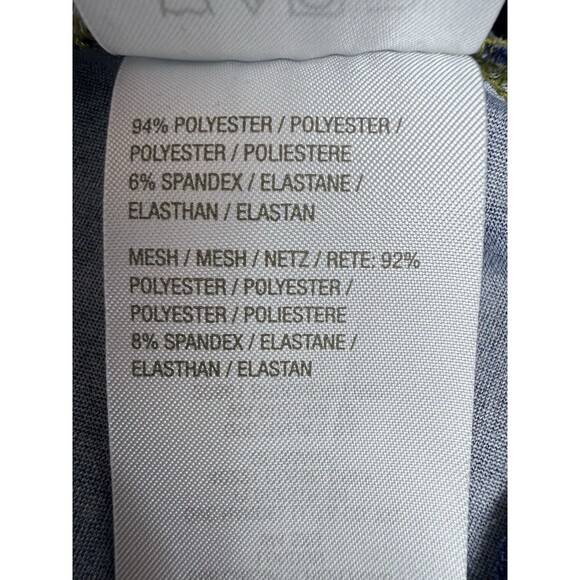 94% POLYESTER / POLYESTER /
POLYESTER / POLIESTERE
6% SPANDEX / ELASTANE /
ELASTHAN / ELASTAN
MESH / MESH / NETZ / RETE: 92%
POLYESTER / POLYESTER /
POLYESTER / POLIESTERE
8% SPANDEX / ELASTANE /
ELASTHAN / ELASTAN